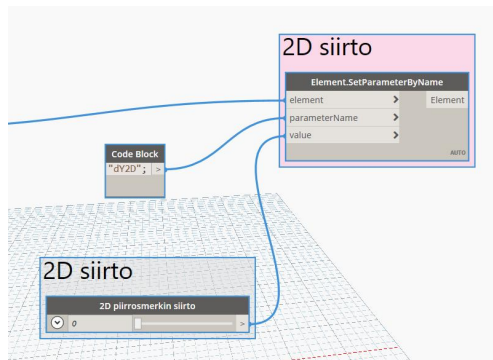 2D siirto
Element.SetParameterByName
element > Element
parameterName >
value >
AUTO
Code Block
"dY2D"; >
2D siirto
2D piirrosmerkin siirto
0 >